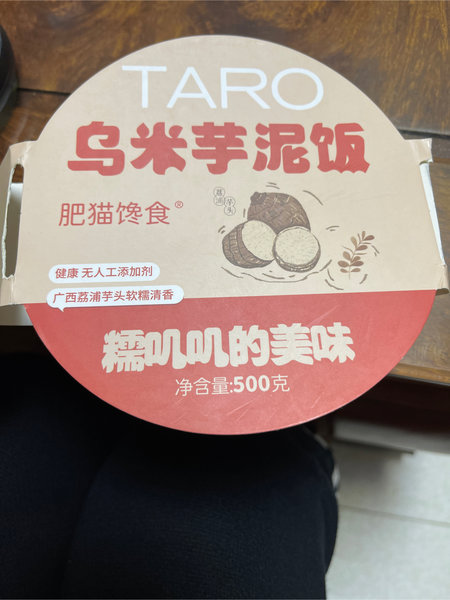 TARO
乌米芋泥饭
肥猫馋食®
荔浦
芋头
健康 无人工添加剂
广西荔浦芋头软糯清香
糯叽叽的美味
净含量:500克